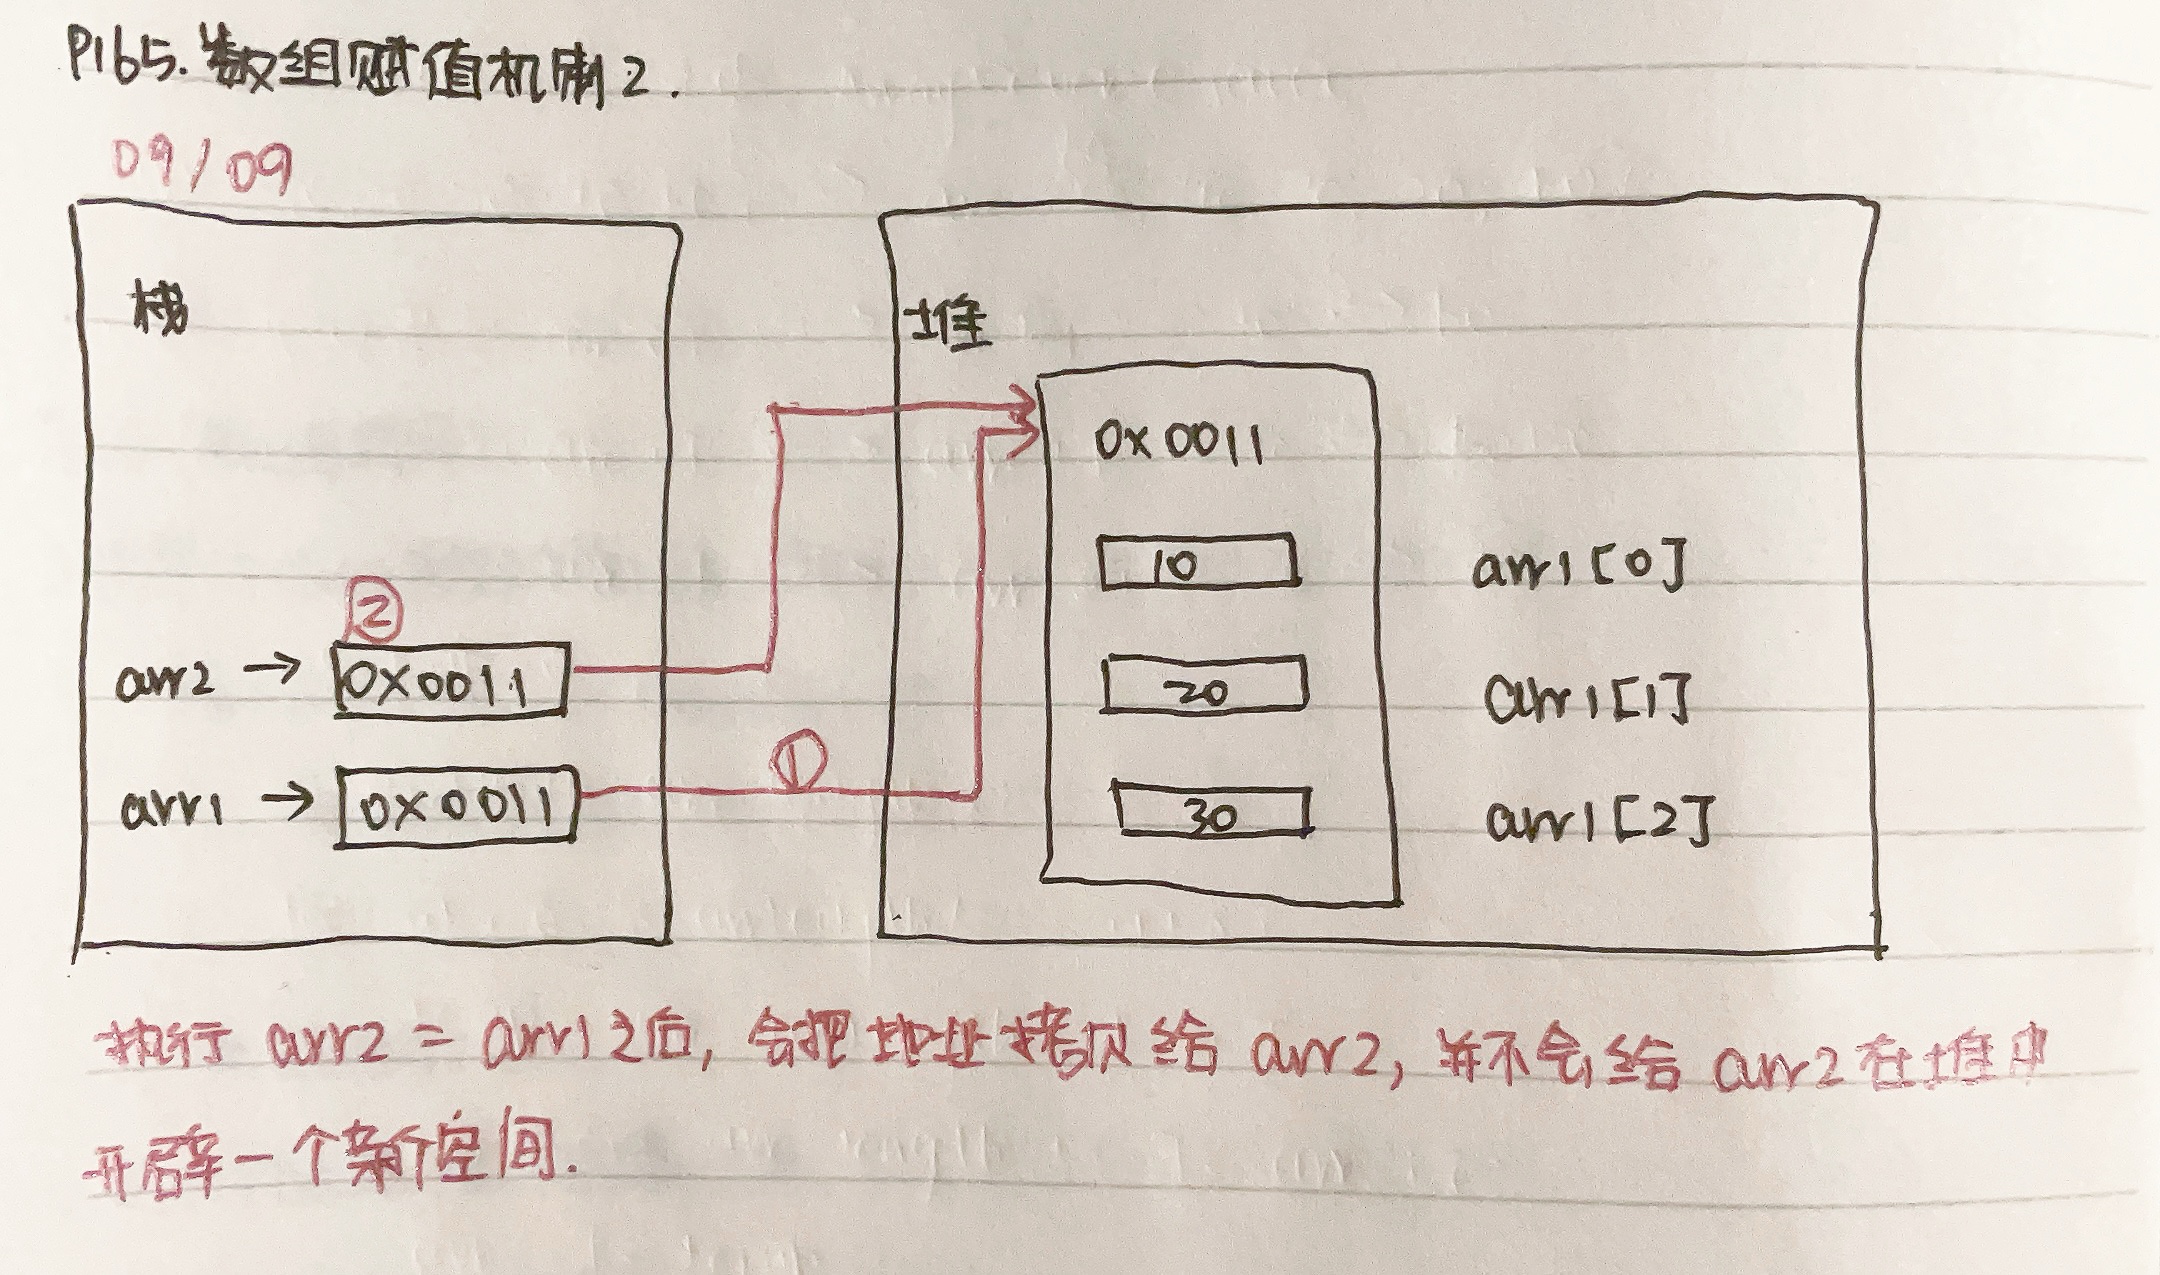 P165. 数组赋值机制2.
09/09
栈
堆
0x0011
10 arr1[0]
②
arr2 → 0x0011
20 arr1[1]
①
arr1 → 0x0011
30 arr1[2]
执行 arr2 = arr1 之后, 会把地址拷贝给 arr2, 并不会给 arr2 在堆中
开辟一个新空间.